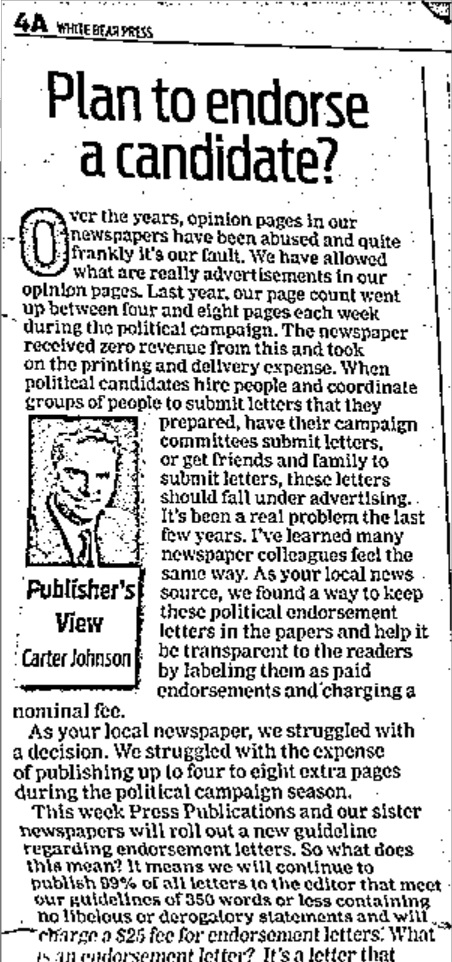 4A WHITE BEAR PRESS
Plan to endorse
a candidate?
Over the years, opinion pages in our
newspapers have been abused and quite
frankly it's our fault. We have allowed
what are really advertisements in our
opinion pages. Last year, our page count went
up between four and eight pages each week
during the political campaign. The newspaper
received zero revenue from this and took
on the printing and delivery expense. When
political candidates hire people and coordinate
groups of people to submit letters that they
prepared, have their campaign
committees submit letters,
or get friends and family to
submit letters, these letters
should fall under advertising.
It's been a real problem the last
few years. I've learned many
newspaper colleagues feel the
same way. As your local news
source, we found a way to keep
these political endorsement
letters in the papers and help it
be transparent to the readers
by labeling them as paid
endorsements and charging a
nominal fee.
Publisher's
View
Carter Johnson
As your local newspaper, we struggled with
a decision. We struggled with the expense
of publishing up to four to eight extra pages
during the political campaign season.
This week Press Publications and our sister
newspapers will roll out a new guideline
regarding endorsement letters. So what does
this mean? It means we will continue to
publish 99% of all letters to the editor that meet
our guidelines of 350 words or less containing
no libelous or derogatory statements and will
charge a $25 fee for endorsement letters. What
is an endorsement letter? It's a letter that